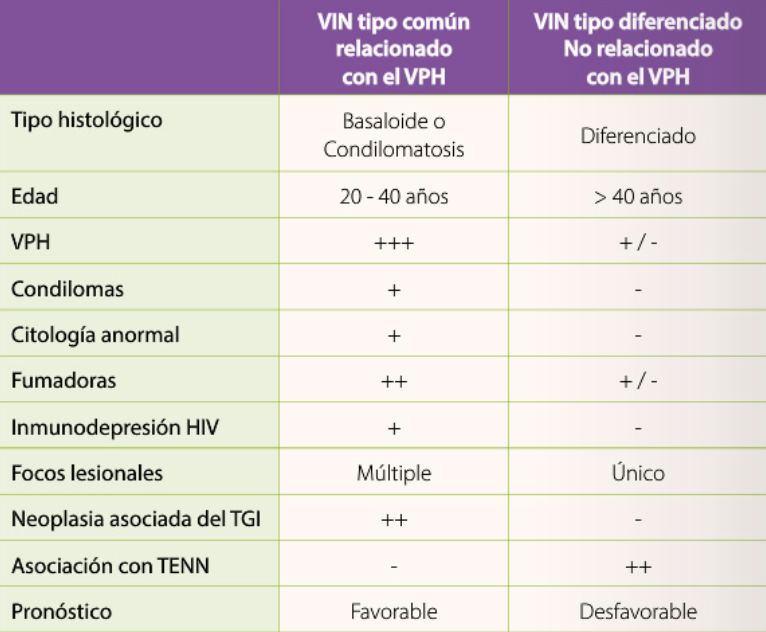 VIN tipo común
relacionado
con el VPH
VIN tipo diferenciado
No relacionado
con el VPH
Tipo histológico
Basaloide o
Condilomatosis
Diferenciado
Edad 20 - 40 años > 40 años
VPH +++ + / -
Condilomas + -
Citología anormal + -
Fumadoras ++ + / -
Inmunodepresión HIV + -
Focos lesionales Múltiple Único
Neoplasia asociada del TGI ++ -
Asociación con TENN - ++
Pronóstico Favorable Desfavorable